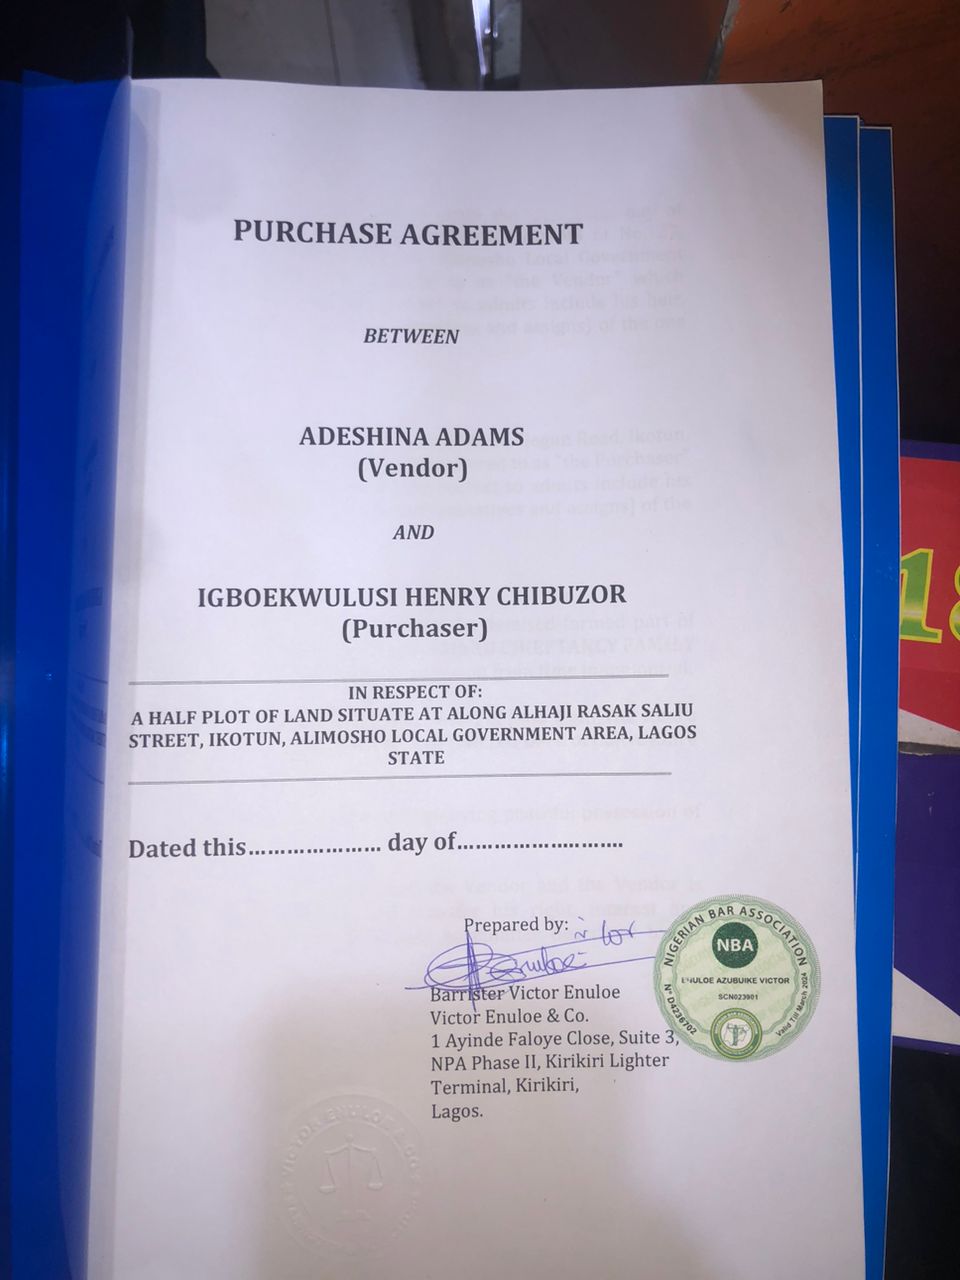 PURCHASE AGREEMENT
BETWEEN
ADESHINA ADAMS
(Vendor)
AND
IGBOEKWULUSI HENRY CHIBUZOR
(Purchaser)
IN RESPECT OF:
A HALF PLOT OF LAND SITUATE AT ALONG ALHAJI RASAK SALIU
STREET, IKOTUN, ALIMOSHO LOCAL GOVERNMENT AREA, LAGOS
STATE
Dated this………………… day of…………………..…….
Prepared by:
Enuloe
Barrister Victor Enuloe
Victor Enuloe & Co.
1 Ayinde Faloye Close, Suite 3,
NPA Phase II, Kirikiri Lighter
Terminal, Kirikiri,
Lagos.
NIGERIAN BAR ASSOCIATION
NBA
ENULOE AZUBUIKE VICTOR
SCN023901
N° D4236702
Valid Till March 2024
VICTOR ENULOE & CO.
18